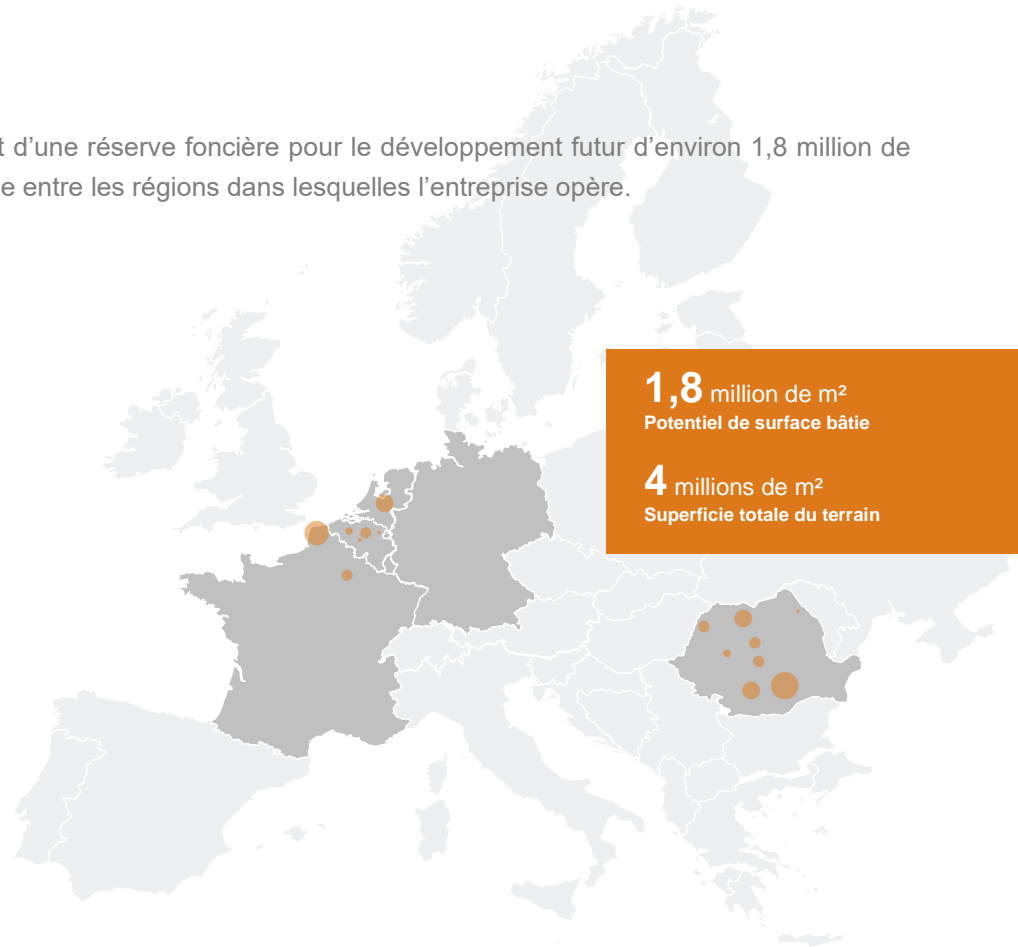 t d’une réserve foncière pour le développement futur d’environ 1,8 million de
e entre les régions dans lesquelles l’entreprise opère.
1,8 million de m²
Potentiel de surface bâtie
4 millions de m²
Superficie totale du terrain